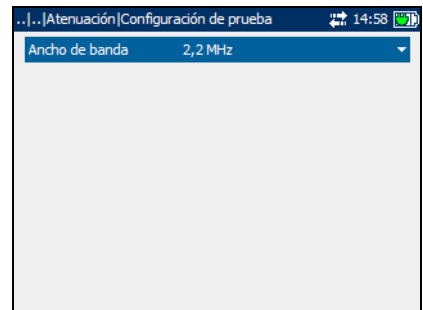 ..|..|Atenuación|Configuración de prueba 14:58
Ancho de banda 2,2 MHz